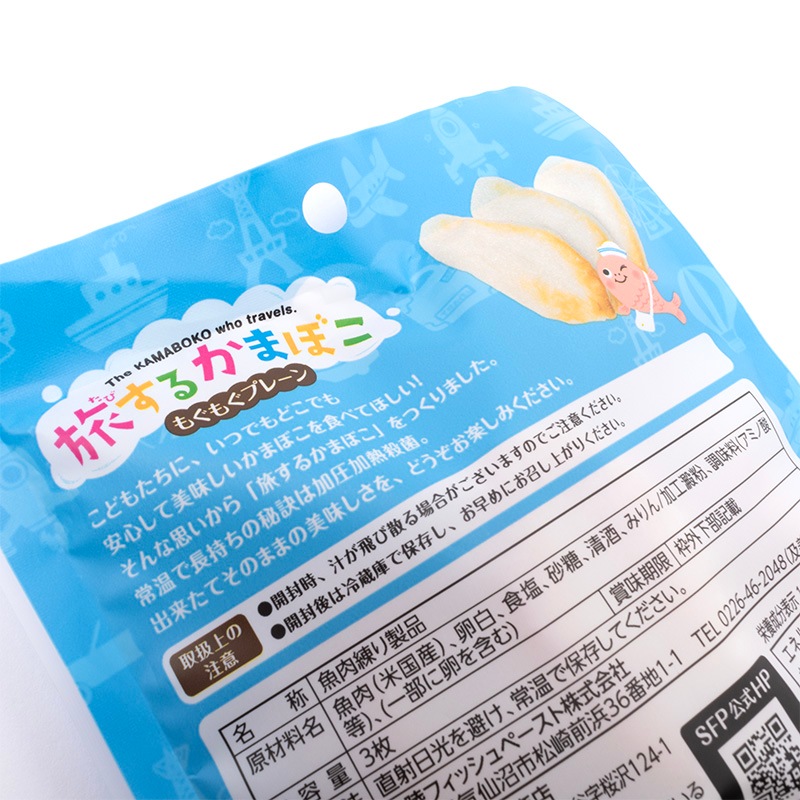 The KAMABOKO who travels.
たび
旅するかまぼこ
もぐもぐプレーン
こどもたちに、いつでもどこでも
安心して美味しいかまぼこを食べてほしい!
そんな思いから「旅するかまぼこ」をつくりました。
常温で長持ちの秘訣は加圧加熱殺菌。
出来たてそのままの美味しさを、どうぞお楽しみください。
取扱上の
注意
●開封時、汁が飛び散る場合がございますのでご注意ください。
●開封後は冷蔵庫で保存し、お早めにお召し上がりください。
名 称 魚肉練り製品
原材料名 魚肉(米国産)、卵白、食塩、砂糖、清酒、みりん/加工澱粉、調味料(アミノ酸
等)、(一部に卵を含む)
容量 3枚 賞味期限 枠外下部記載
直射日光を避け、常温で保存してください。
フィッシュペースト株式会社
気仙沼市松崎前浜36番地1-1 TEL 0226-46-2048
字桜沢124-1
栄養成分表示
エネ
SFP公式HP